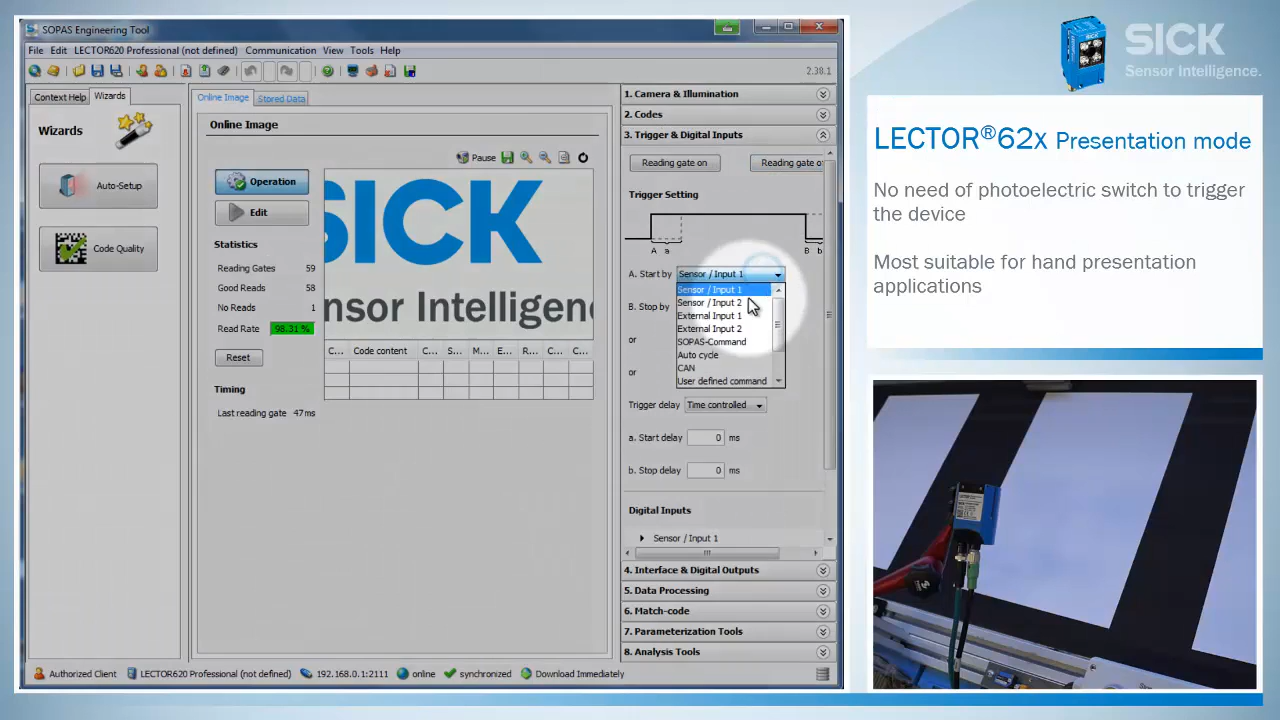 SOPAS Engineering Tool
File Edit LECTOR620 Professional (not defined) Communication View Tools Help
2.38.1
Context Help Wizards
Wizards
Auto-Setup
Code Quality
Online Image Stored Data
Online Image
Pause
Operation
Edit
Statistics
Reading Gates 59
Good Reads 58
No Reads 1
Read Rate 98.31 %
Reset
Timing
Last reading gate 47 ms
SICK
nsor Intelligen
C... Code content C... S... M... E... R... C... C...
1. Camera & Illumination
2. Codes
3. Trigger & Digital Inputs
Reading gate on Reading gate o
Trigger Setting
A a B b
A. Start by Sensor / Input 1
Sensor / Input 1
Sensor / Input 2
External Input 1
External Input 2
SOPAS-Command
Auto cycle
CAN
User defined command
B. Stop by
or
or
Trigger delay Time controlled
a. Start delay 0 ms
b. Stop delay 0 ms
Digital Inputs
Sensor / Input 1
4. Interface & Digital Outputs
5. Data Processing
6. Match-code
7. Parameterization Tools
8. Analysis Tools
Authorized Client LECTOR620 Professional (not defined) 192.168.0.1:2111 online synchronized Download Immediately
SICK
Sensor Intelligence.
LECTOR®62x Presentation mode
No need of photoelectric switch to trigger
the device
Most suitable for hand presentation
applications